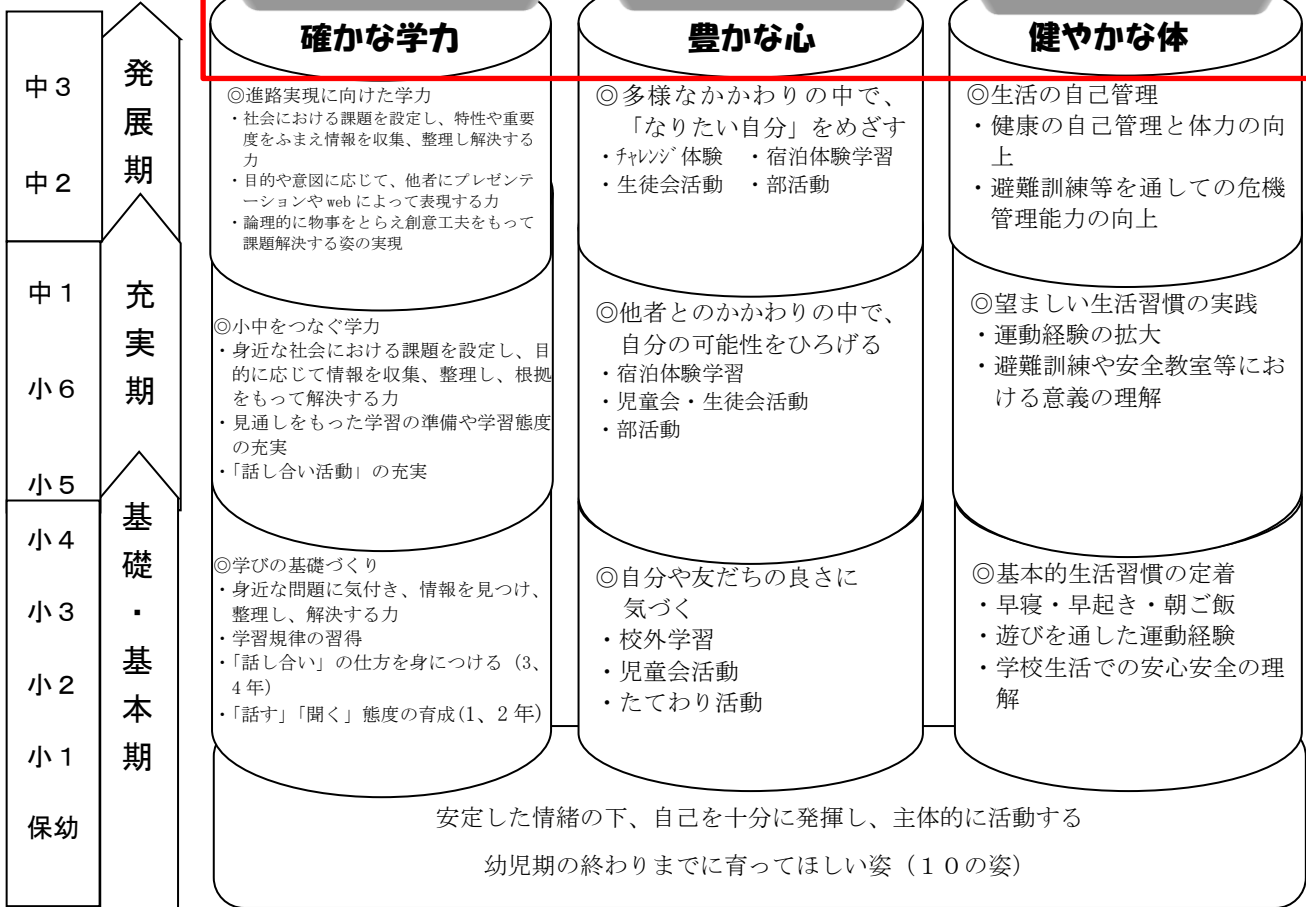 確かな学力
豊かな心
健やかな体
中3
中2
中1
小6
小5
小4
小3
小2
小1
保幼
発展期
充実期
基礎・基本期
◎進路実現に向けた学力
・社会における課題を設定し、特性や重要
度をふまえ情報を収集、整理し解決する
力
・目的や意図に応じて、他者にプレゼンテ
ーションや web によって表現する力
・論理的に物事をとらえ創意工夫をもって
課題解決する姿の実現
◎多様なかかわりの中で、
「なりたい自分」をめざす
・チャレンジ体験 ・宿泊体験学習
・生徒会活動 ・部活動
◎生活の自己管理
・健康の自己管理と体力の向
上
・避難訓練等を通しての危機
管理能力の向上
◎小中をつなぐ学力
・身近な社会における課題を設定し、目
的に応じて情報を収集、整理し、根拠
をもって解決する力
・見通しをもった学習の準備や学習態度
の充実
・「話し合い活動」の充実
◎他者とのかかわりの中で、
自分の可能性をひろげる
・宿泊体験学習
・児童会・生徒会活動
・部活動
◎望ましい生活習慣の実践
・運動経験の拡大
・避難訓練や安全教室等にお
ける意義の理解
◎学びの基礎づくり
・身近な問題に気付き、情報を見つけ、
整理し、解決する力
・学習規律の習得
・「話し合い」の仕方を身につける（3、
4年）
・「話す」「聞く」態度の育成(1、2年)
◎自分や友だちの良さに
気づく
・校外学習
・児童会活動
・たてわり活動
◎基本的生活習慣の定着
・早寝・早起き・朝ご飯
・遊びを通した運動経験
・学校生活での安心安全の理
解
安定した情緒の下、自己を十分に発揮し、主体的に活動する
幼児期の終わりまでに育ってほしい姿（１０の姿）